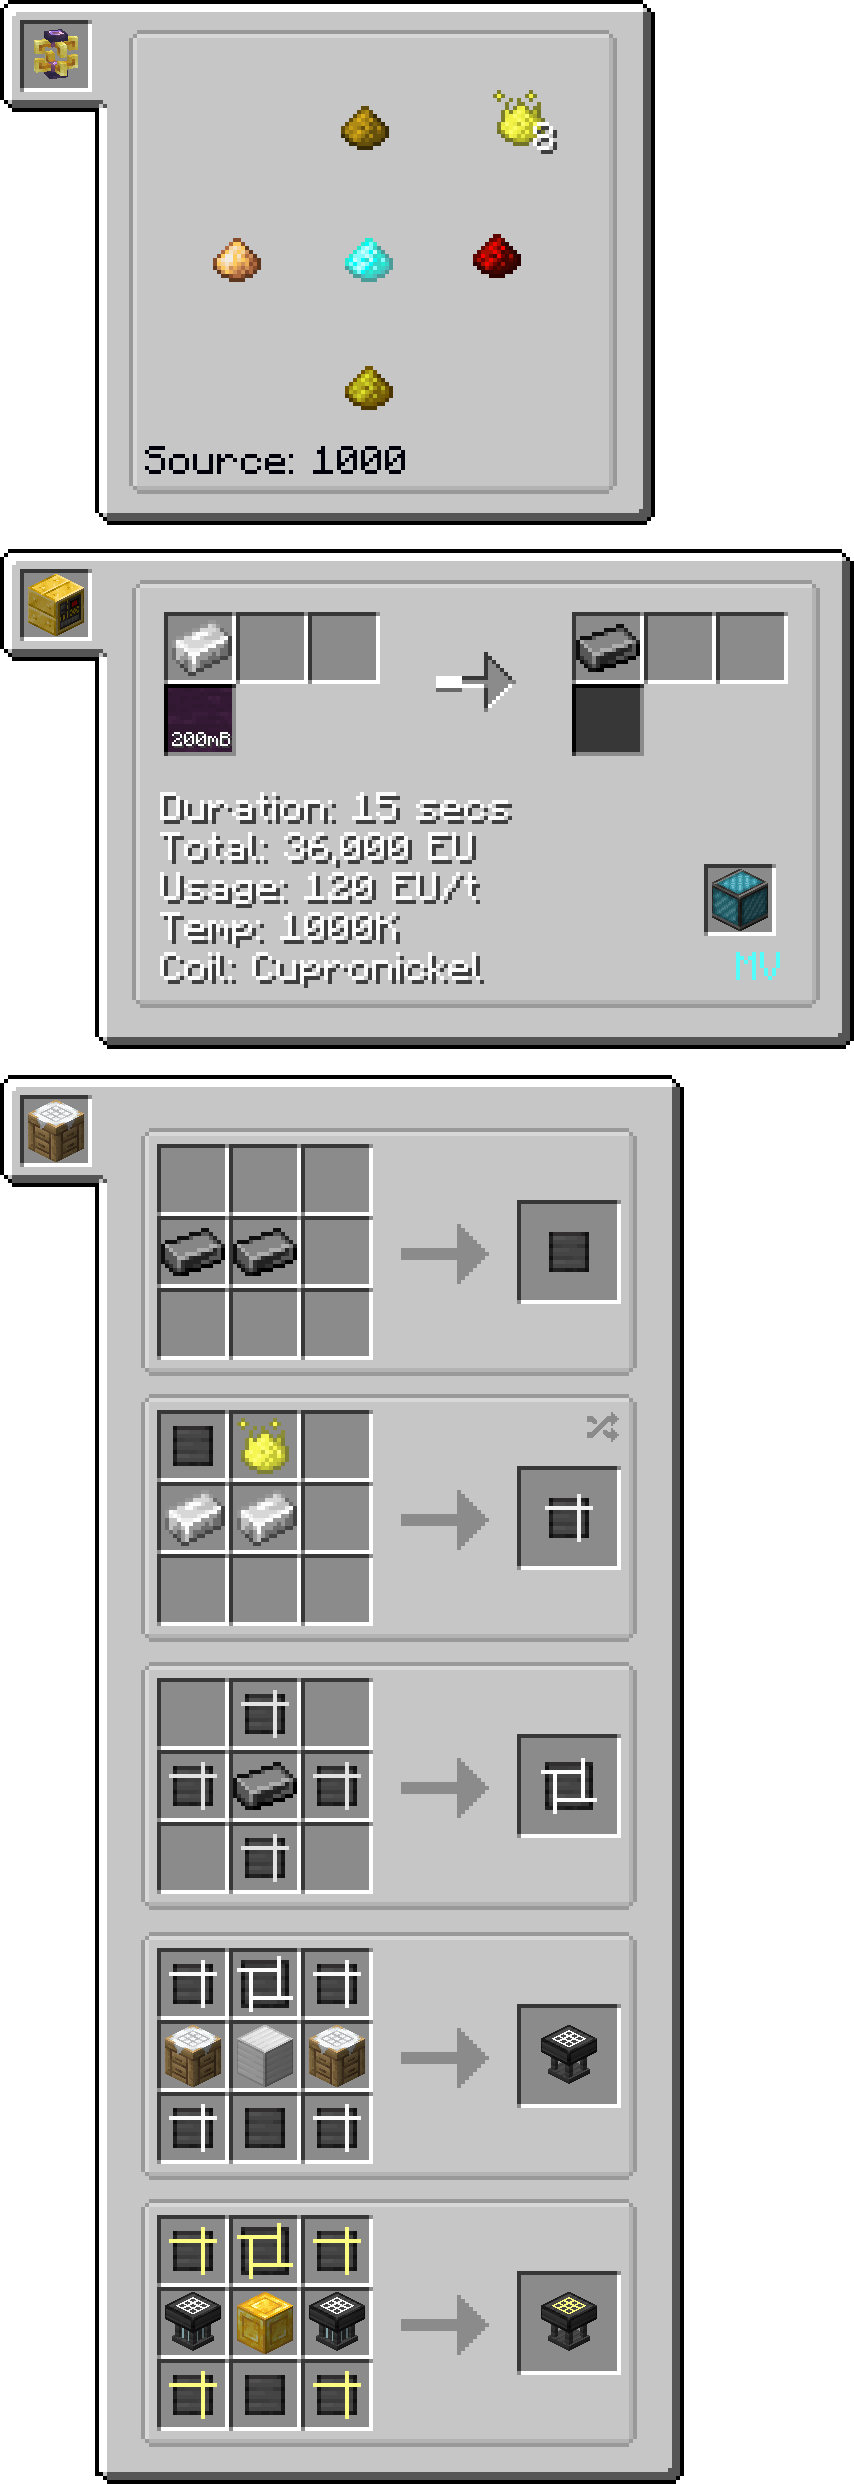 8
Source: 1000
200mB
Duration: 15 secs
Total: 36,000 EU
Usage: 120 EU/t
Temp: 1000K
Coil: Cupronickel
MV